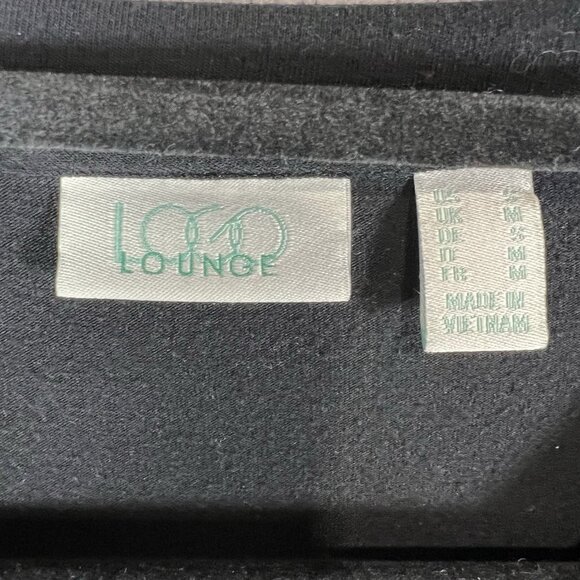 LOGO
LOUNGE
US S
UK M
DE S
IT M
FR M
MADE IN
VIETNAM